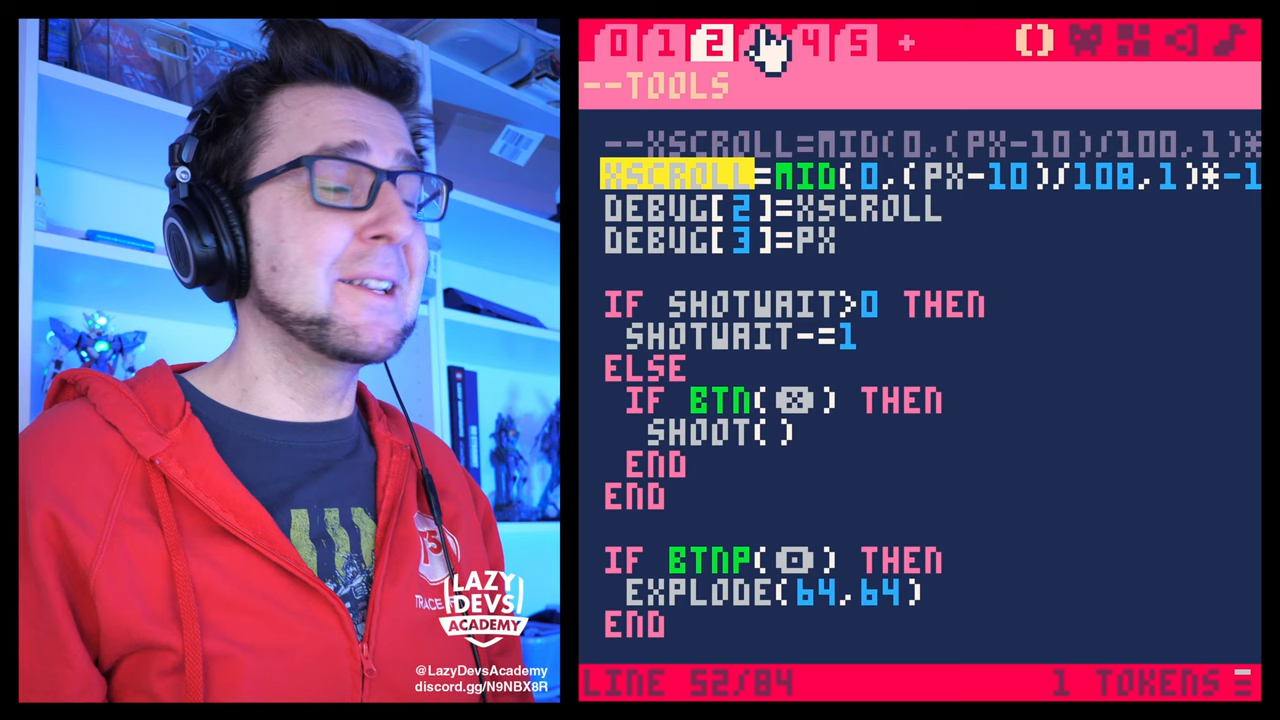 0 1 2 4 5 +
--TOOLS
--XSCROLL=MID(0,(PX-10)/100,1)*
XSCROLL=MID(0,(PX-10)/108,1)*-1
DEBUG[2]=XSCROLL
DEBUG[3]=PX
IF SHOTWAIT>0 THEN
SHOTWAIT-=1
ELSE
IF BTN(❎) THEN
SHOOT()
END
END
IF BTNP(🅾️) THEN
EXPLODE(64,64)
END
LINE 52/84 1 TOKENS
LAZY
DEVS
ACADEMY
@LazyDevsAcademy
discord.gg/N9NBX8R
TRACE